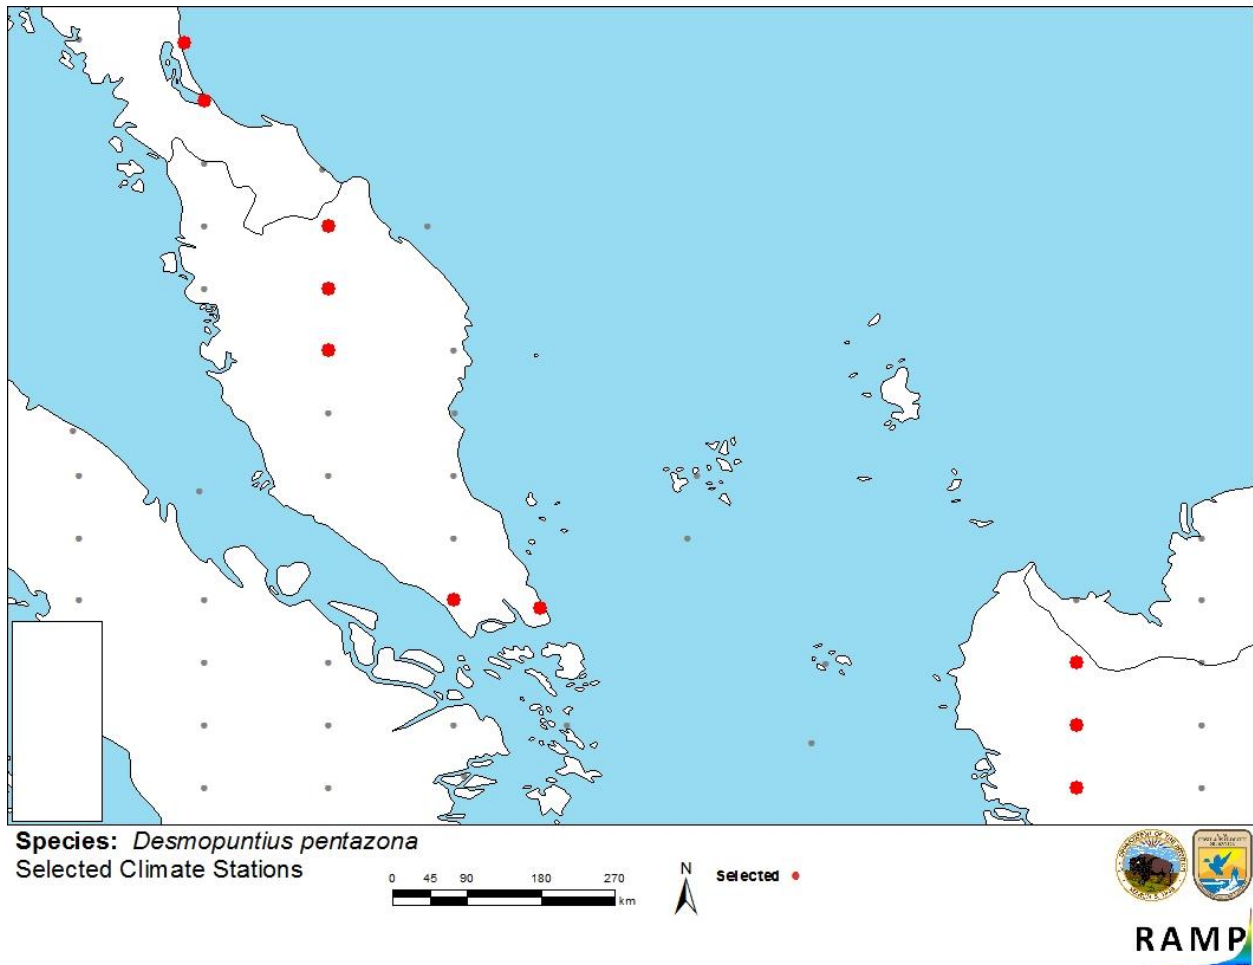 Species: Desmopuntius pentazona
Selected Climate Stations
0 45 90 180 270
km
N
Selected
RAMP